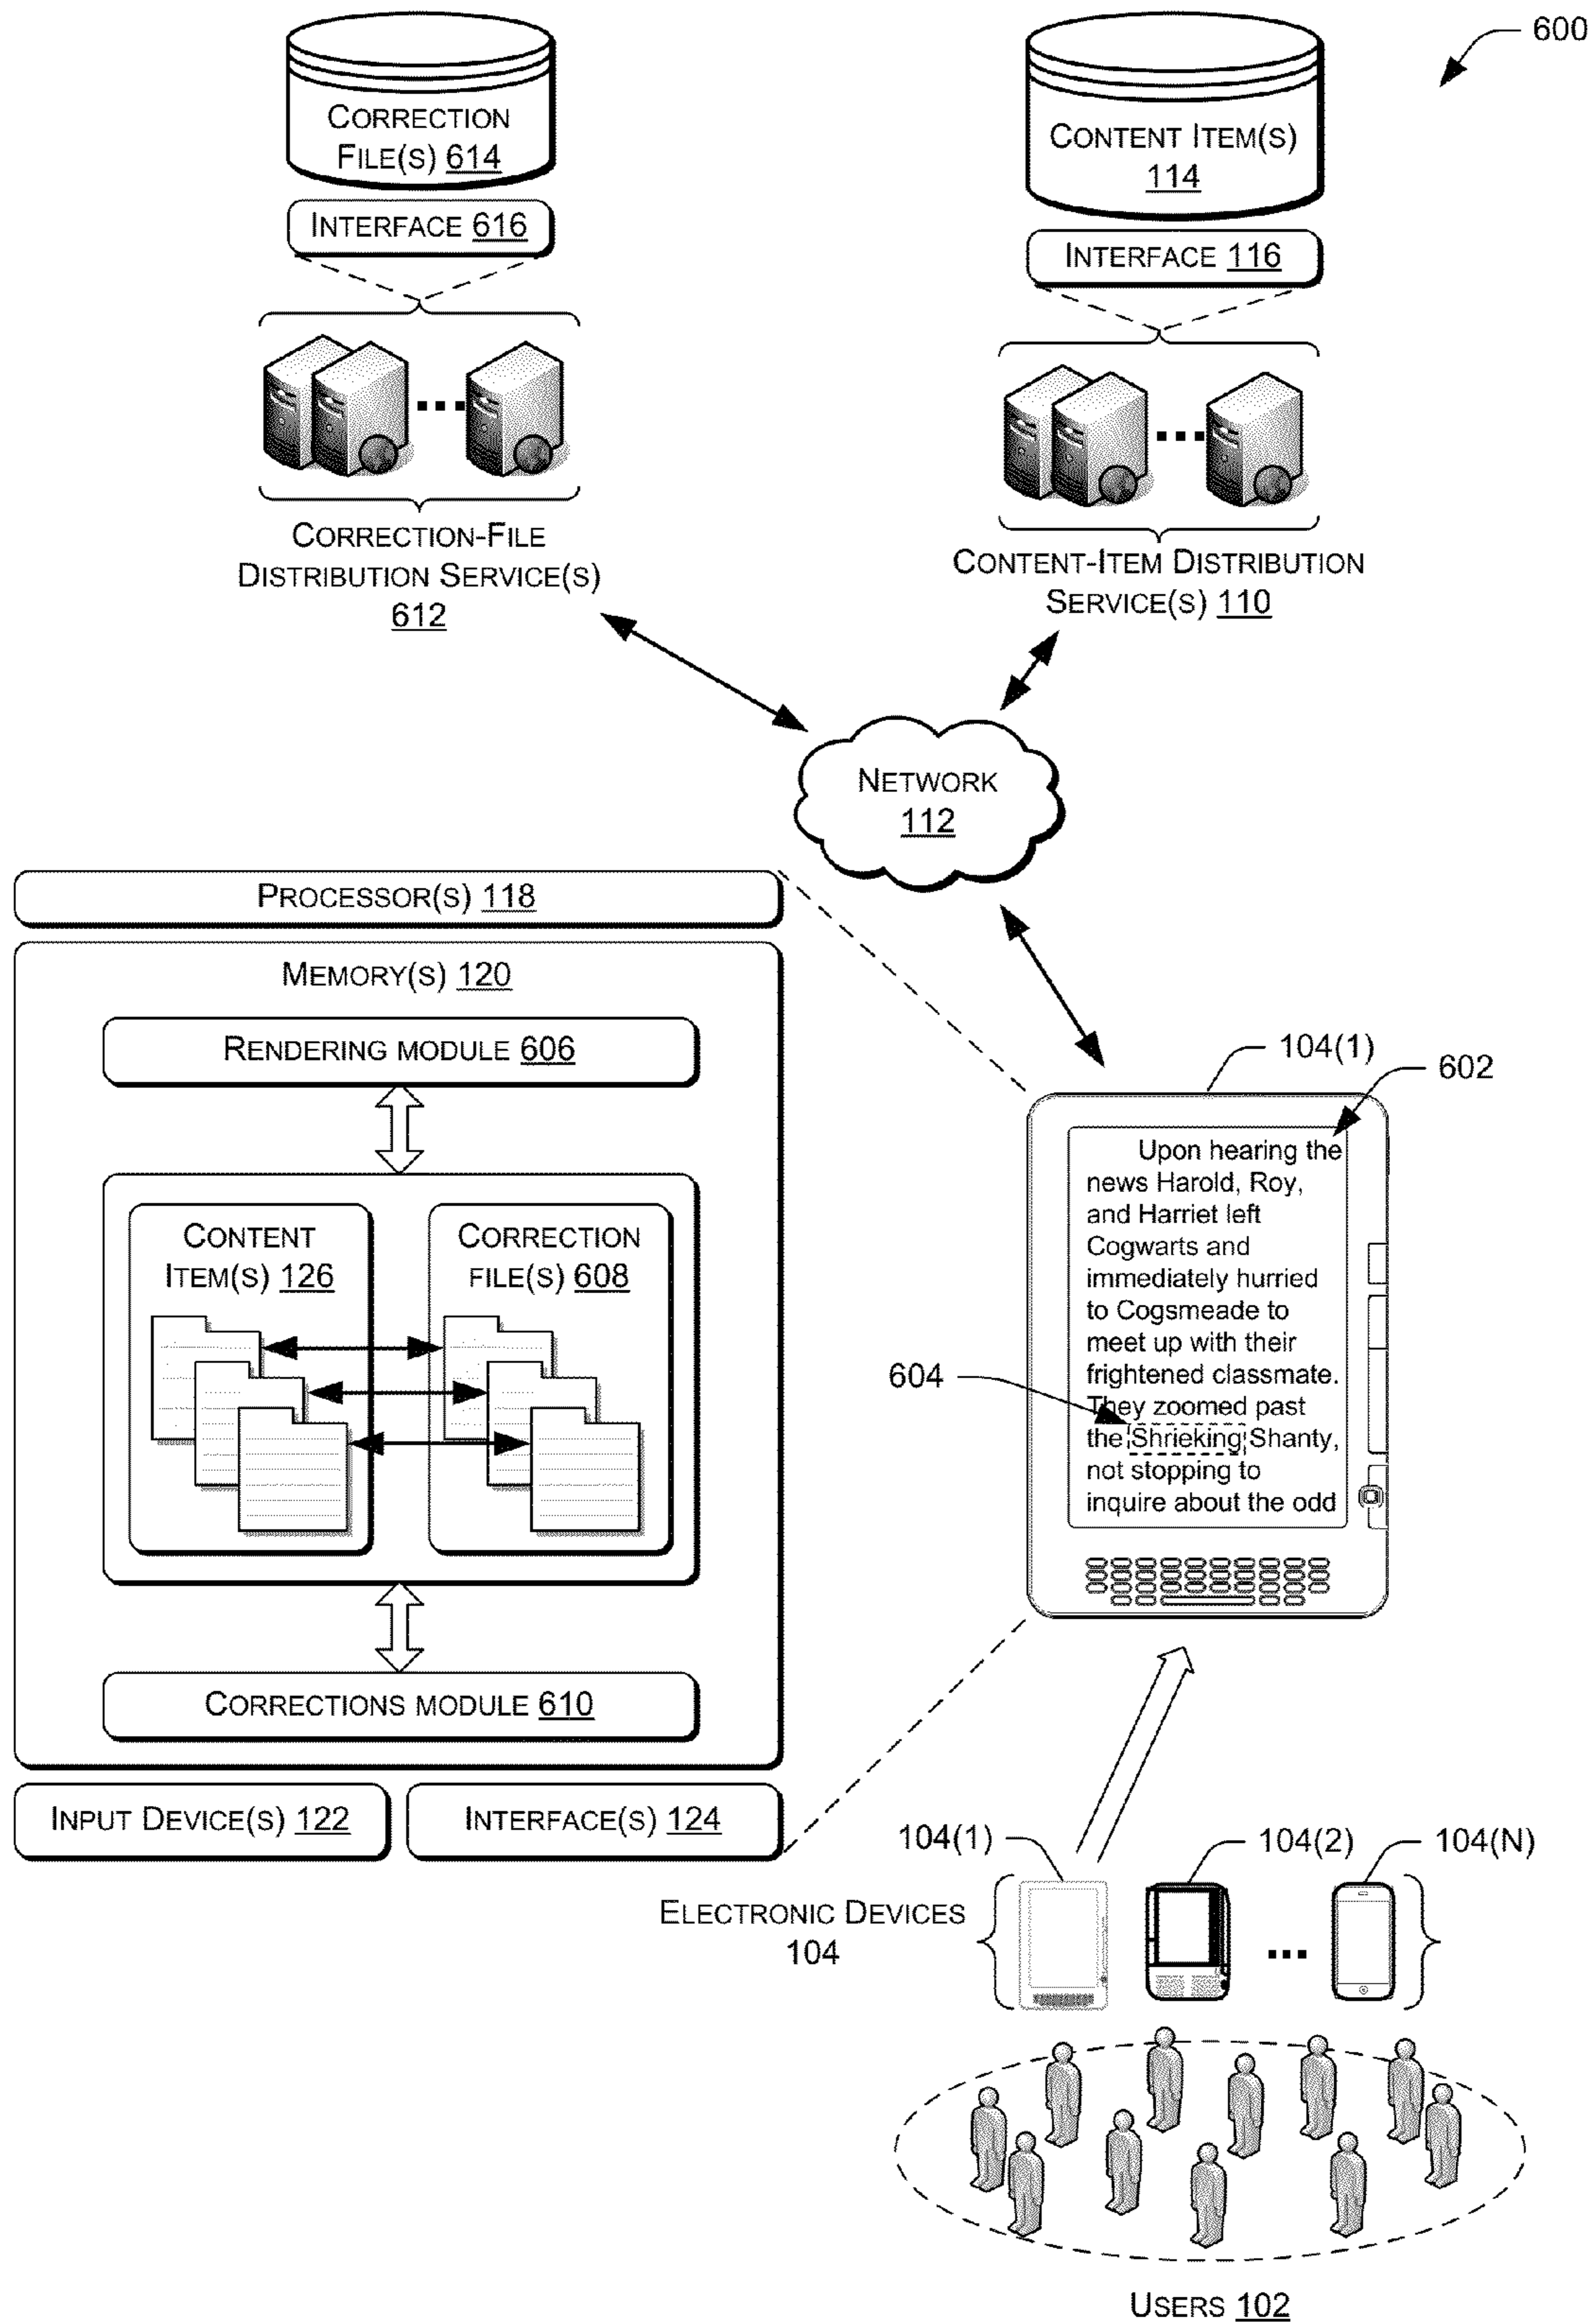 600
CORRECTION
FILE(S) 614
INTERFACE 616
CONTENT ITEM(S)
114
INTERFACE 116
CORRECTION-FILE
DISTRIBUTION SERVICE(S)
612
CONTENT-ITEM DISTRIBUTION
SERVICE(S) 110
NETWORK
112
PROCESSOR(S) 118
MEMORY(S) 120
RENDERING MODULE 606
CONTENT
ITEM(S) 126
CORRECTION
FILE(S) 608
CORRECTIONS MODULE 610
INPUT DEVICE(S) 122
INTERFACE(S) 124
104(1)
602
Upon hearing the
news Harold, Roy,
and Harriet left
Cogwarts and
immediately hurried
to Cogsmeade to
meet up with their
frightened classmate.
They zoomed past
the Shrieking Shanty,
not stopping to
inquire about the odd
604
104(1)
104(2)
104(N)
ELECTRONIC DEVICES
104
USERS 102